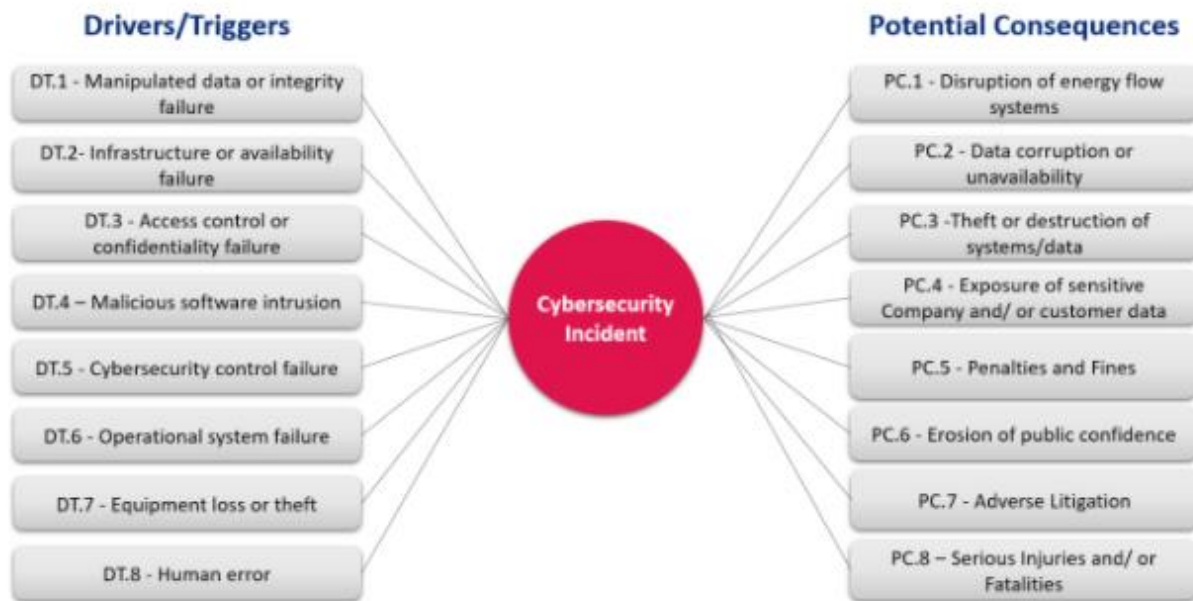 Drivers/Triggers
DT.1 - Manipulated data or integrity
failure
DT.2- Infrastructure or availability
failure
DT.3 - Access control or
confidentiality failure
DT.4 – Malicious software intrusion
DT.5 - Cybersecurity control failure
DT.6 - Operational system failure
DT.7 - Equipment loss or theft
DT.8 - Human error
Cybersecurity
Incident
Potential Consequences
PC.1 - Disruption of energy flow
systems
PC.2 - Data corruption or
unavailability
PC.3 -Theft or destruction of
systems/data
PC.4 - Exposure of sensitive
Company and/ or customer data
PC.5 - Penalties and Fines
PC.6 - Erosion of public confidence
PC.7 - Adverse Litigation
PC.8 – Serious Injuries and/ or
Fatalities